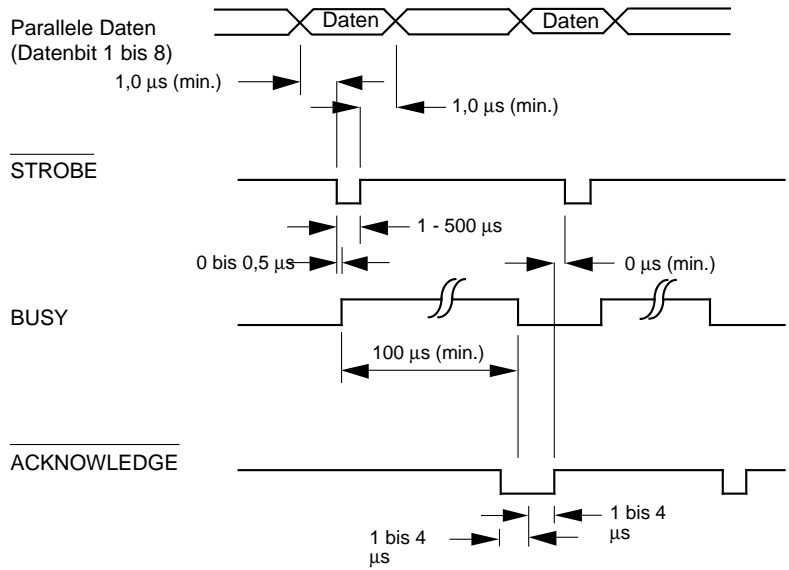 Parallele Daten
(Datenbit 1 bis 8)
Daten
Daten
1,0 μs (min.)
1,0 μs (min.)
STROBE
1 - 500 μs
0 bis 0,5 μs
0 μs (min.)
BUSY
100 μs (min.)
ACKNOWLEDGE
1 bis 4
μs
1 bis 4
μs